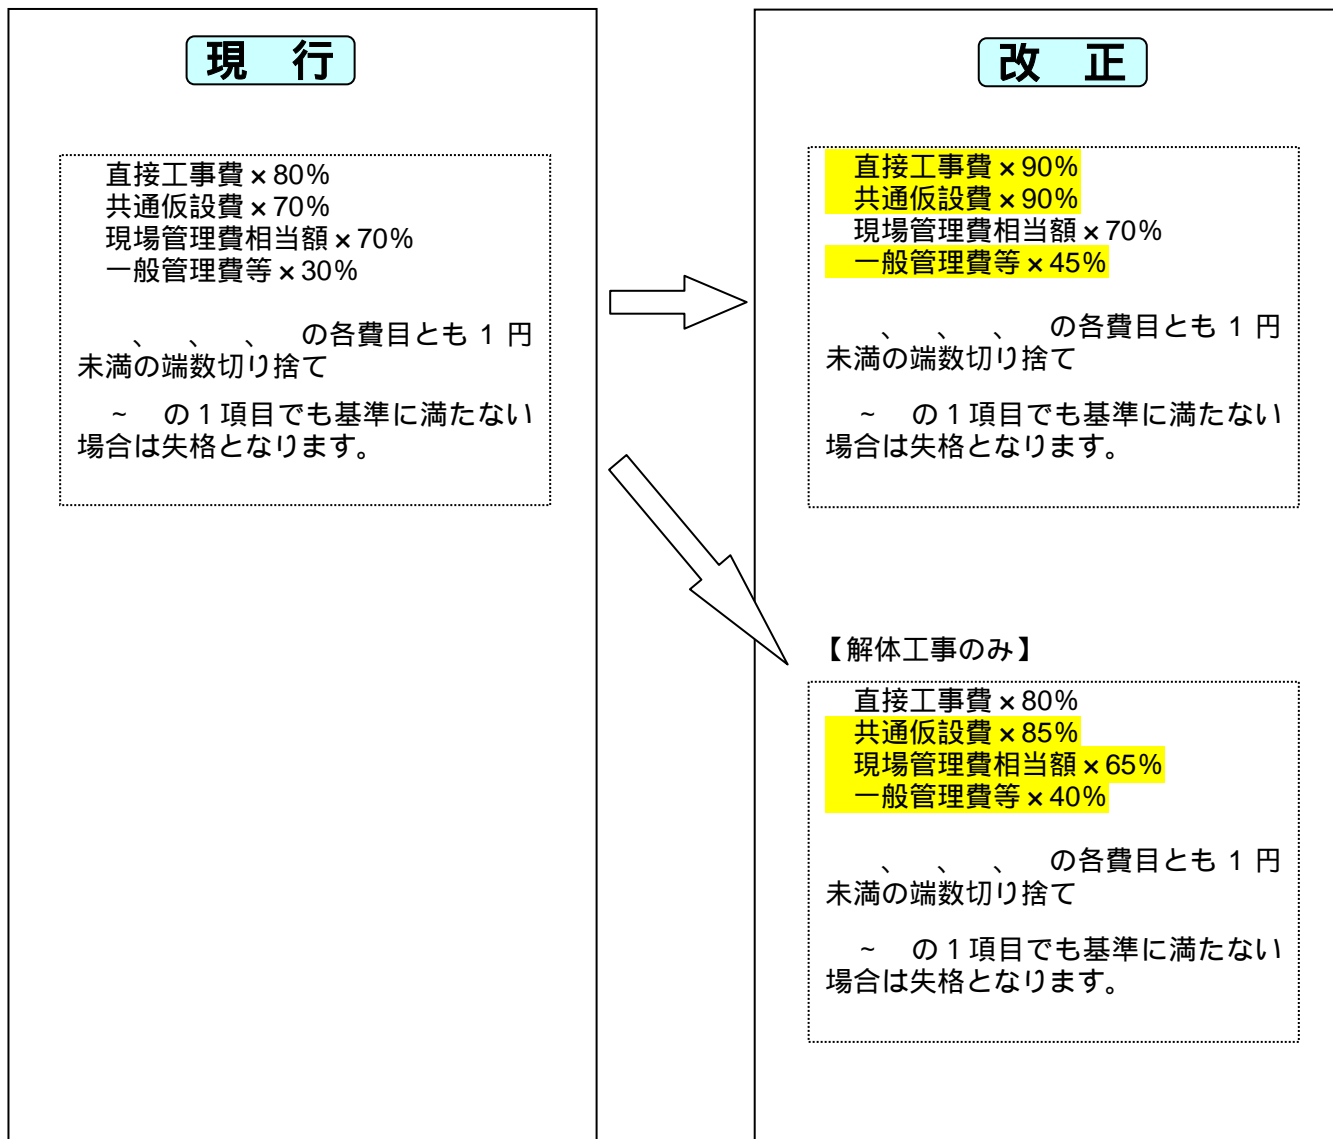 現 行
直接工事費×80%
共通仮設費×70%
現場管理費相当額×70%
一般管理費等×30%
、 、 、 の各費目とも 1 円
未満の端数切り捨て
~ の1項目でも基準に満たない
場合は失格となります。
改 正
直接工事費×90%
共通仮設費×90%
現場管理費相当額×70%
一般管理費等×45%
、 、 、 の各費目とも 1 円
未満の端数切り捨て
~ の1項目でも基準に満たない
場合は失格となります。
【解体工事のみ】
直接工事費×80%
共通仮設費×85%
現場管理費相当額×65%
一般管理費等×40%
、 、 、 の各費目とも 1 円
未満の端数切り捨て
~ の1項目でも基準に満たない
場合は失格となります。